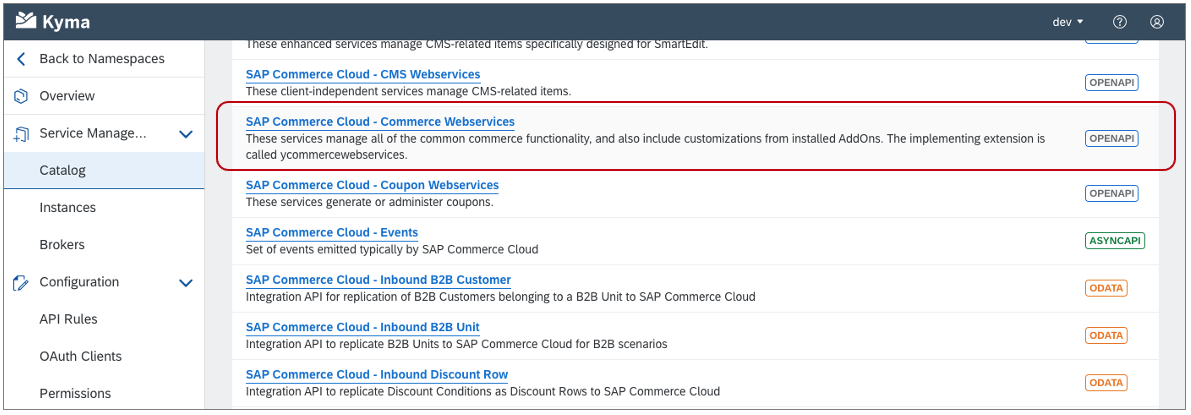 Kyma
dev
Back to Namespaces
Overview
Service Manage...
Catalog
Instances
Brokers
Configuration
API Rules
OAuth Clients
Permissions
These enhanced services manage CMS-related items specifically designed for SmartEdit.
SAP Commerce Cloud - CMS Webservices
These client-independent services manage CMS-related items.
OPENAPI
SAP Commerce Cloud - Commerce Webservices
These services manage all of the common commerce functionality, and also include customizations from installed AddOns. The implementing extension is
called ycommercewebservices.
OPENAPI
SAP Commerce Cloud - Coupon Webservices
These services generate or administer coupons.
OPENAPI
SAP Commerce Cloud - Events
Set of events emitted typically by SAP Commerce Cloud
ASYNCAPI
SAP Commerce Cloud - Inbound B2B Customer
Integration API for replication of B2B Customers belonging to a B2B Unit to SAP Commerce Cloud
ODATA
SAP Commerce Cloud - Inbound B2B Unit
Integration API to replicate B2B Units to SAP Commerce Cloud for B2B scenarios
ODATA
SAP Commerce Cloud - Inbound Discount Row
Integration API to replicate Discount Conditions as Discount Rows to SAP Commerce Cloud
ODATA